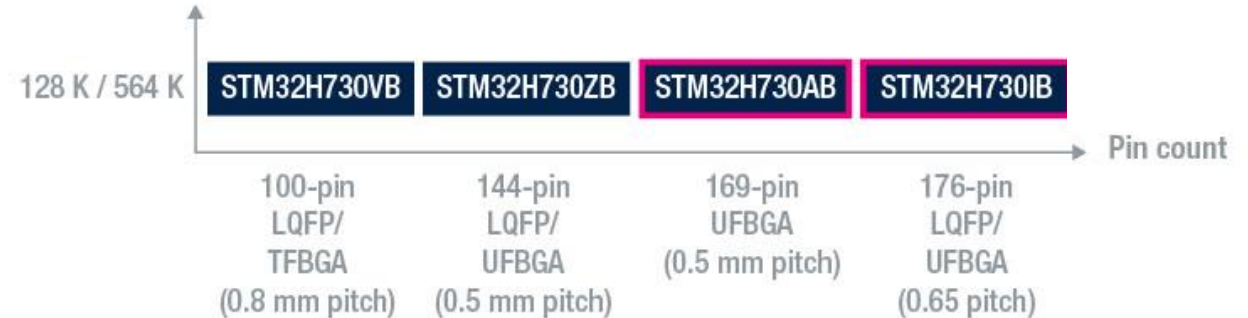 128 K / 564 K
STM32H730VB
STM32H730ZB
STM32H730AB
STM32H730IB
Pin count
100-pin
LQFP/
TFBGA
(0.8 mm pitch)
144-pin
LQFP/
UFBGA
(0.5 mm pitch)
169-pin
UFBGA
(0.5 mm pitch)
176-pin
LQFP/
UFBGA
(0.65 pitch)